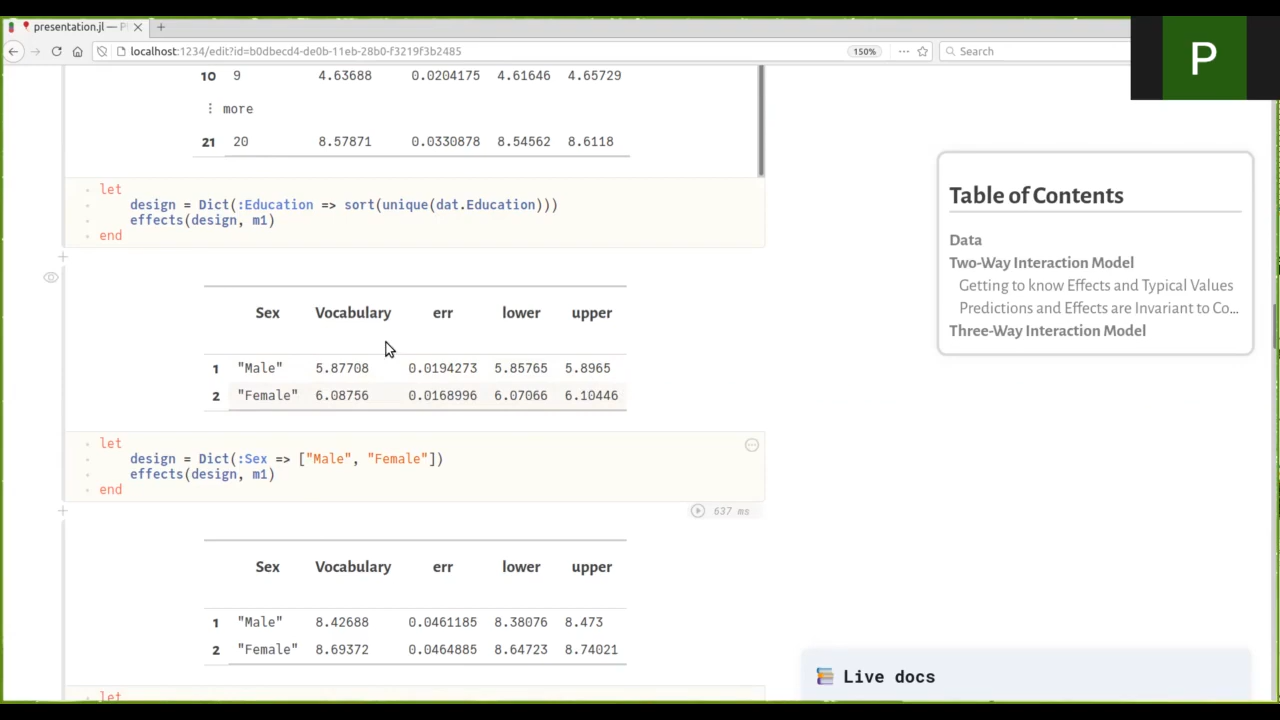 presentation.jl — P
localhost:1234/edit?id=b0dbecd4-de0b-11eb-28b0-f3219f3b2485
150%
Search
P
10 9 4.63688 0.0204175 4.61646 4.65729
⋮ more
21 20 8.57871 0.0330878 8.54562 8.6118
let
design = Dict(:Education => sort(unique(dat.Education)))
effects(design, m1)
end
Sex Vocabulary err lower upper
1 "Male" 5.87708 0.0194273 5.85765 5.8965
2 "Female" 6.08756 0.0168996 6.07066 6.10446
let
design = Dict(:Sex => ["Male", "Female"])
effects(design, m1)
end
637 ms
Sex Vocabulary err lower upper
1 "Male" 8.42688 0.0461185 8.38076 8.473
2 "Female" 8.69372 0.0464885 8.64723 8.74021
let
Table of Contents
Data
Two-Way Interaction Model
Getting to know Effects and Typical Values
Predictions and Effects are Invariant to Co…
Three-Way Interaction Model
Live docs